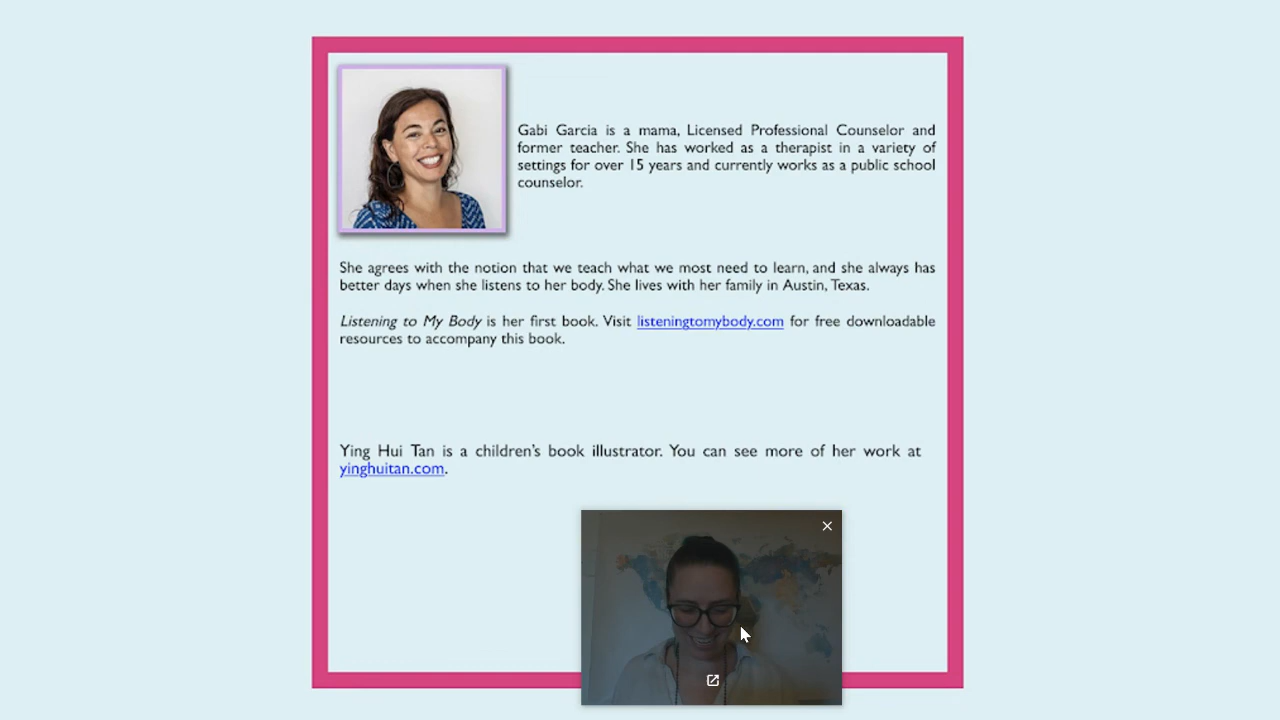 Gabi Garcia is a mama, Licensed Professional Counselor and
former teacher. She has worked as a therapist in a variety of
settings for over 15 years and currently works as a public school
counselor.
She agrees with the notion that we teach what we most need to learn, and she always has
better days when she listens to her body. She lives with her family in Austin, Texas.
Listening to My Body is her first book. Visit listeningtomybody.com for free downloadable
resources to accompany this book.
Ying Hui Tan is a children's book illustrator. You can see more of her work at
yinghuitan.com.